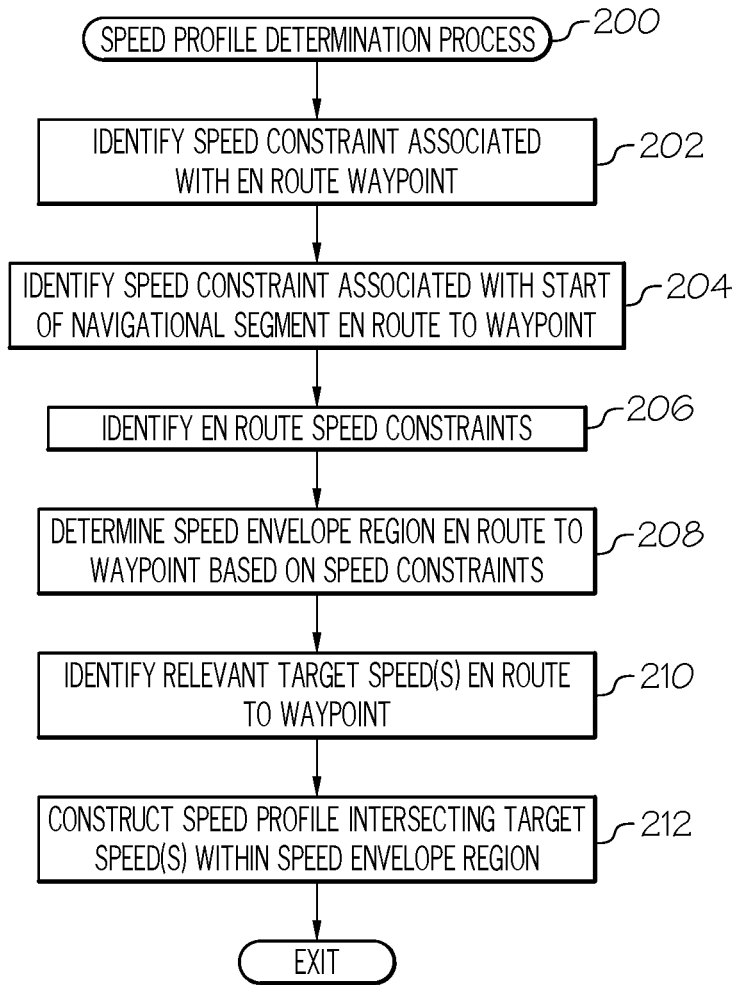 SPEED PROFILE DETERMINATION PROCESS
200
IDENTIFY SPEED CONSTRAINT ASSOCIATED
WITH EN ROUTE WAYPOINT
202
IDENTIFY SPEED CONSTRAINT ASSOCIATED WITH START
OF NAVIGATIONAL SEGMENT EN ROUTE TO WAYPOINT
204
IDENTIFY EN ROUTE SPEED CONSTRAINTS
206
DETERMINE SPEED ENVELOPE REGION EN ROUTE TO
WAYPOINT BASED ON SPEED CONSTRAINTS
208
IDENTIFY RELEVANT TARGET SPEED(S) EN ROUTE
TO WAYPOINT
210
CONSTRUCT SPEED PROFILE INTERSECTING TARGET
SPEED(S) WITHIN SPEED ENVELOPE REGION
212
EXIT